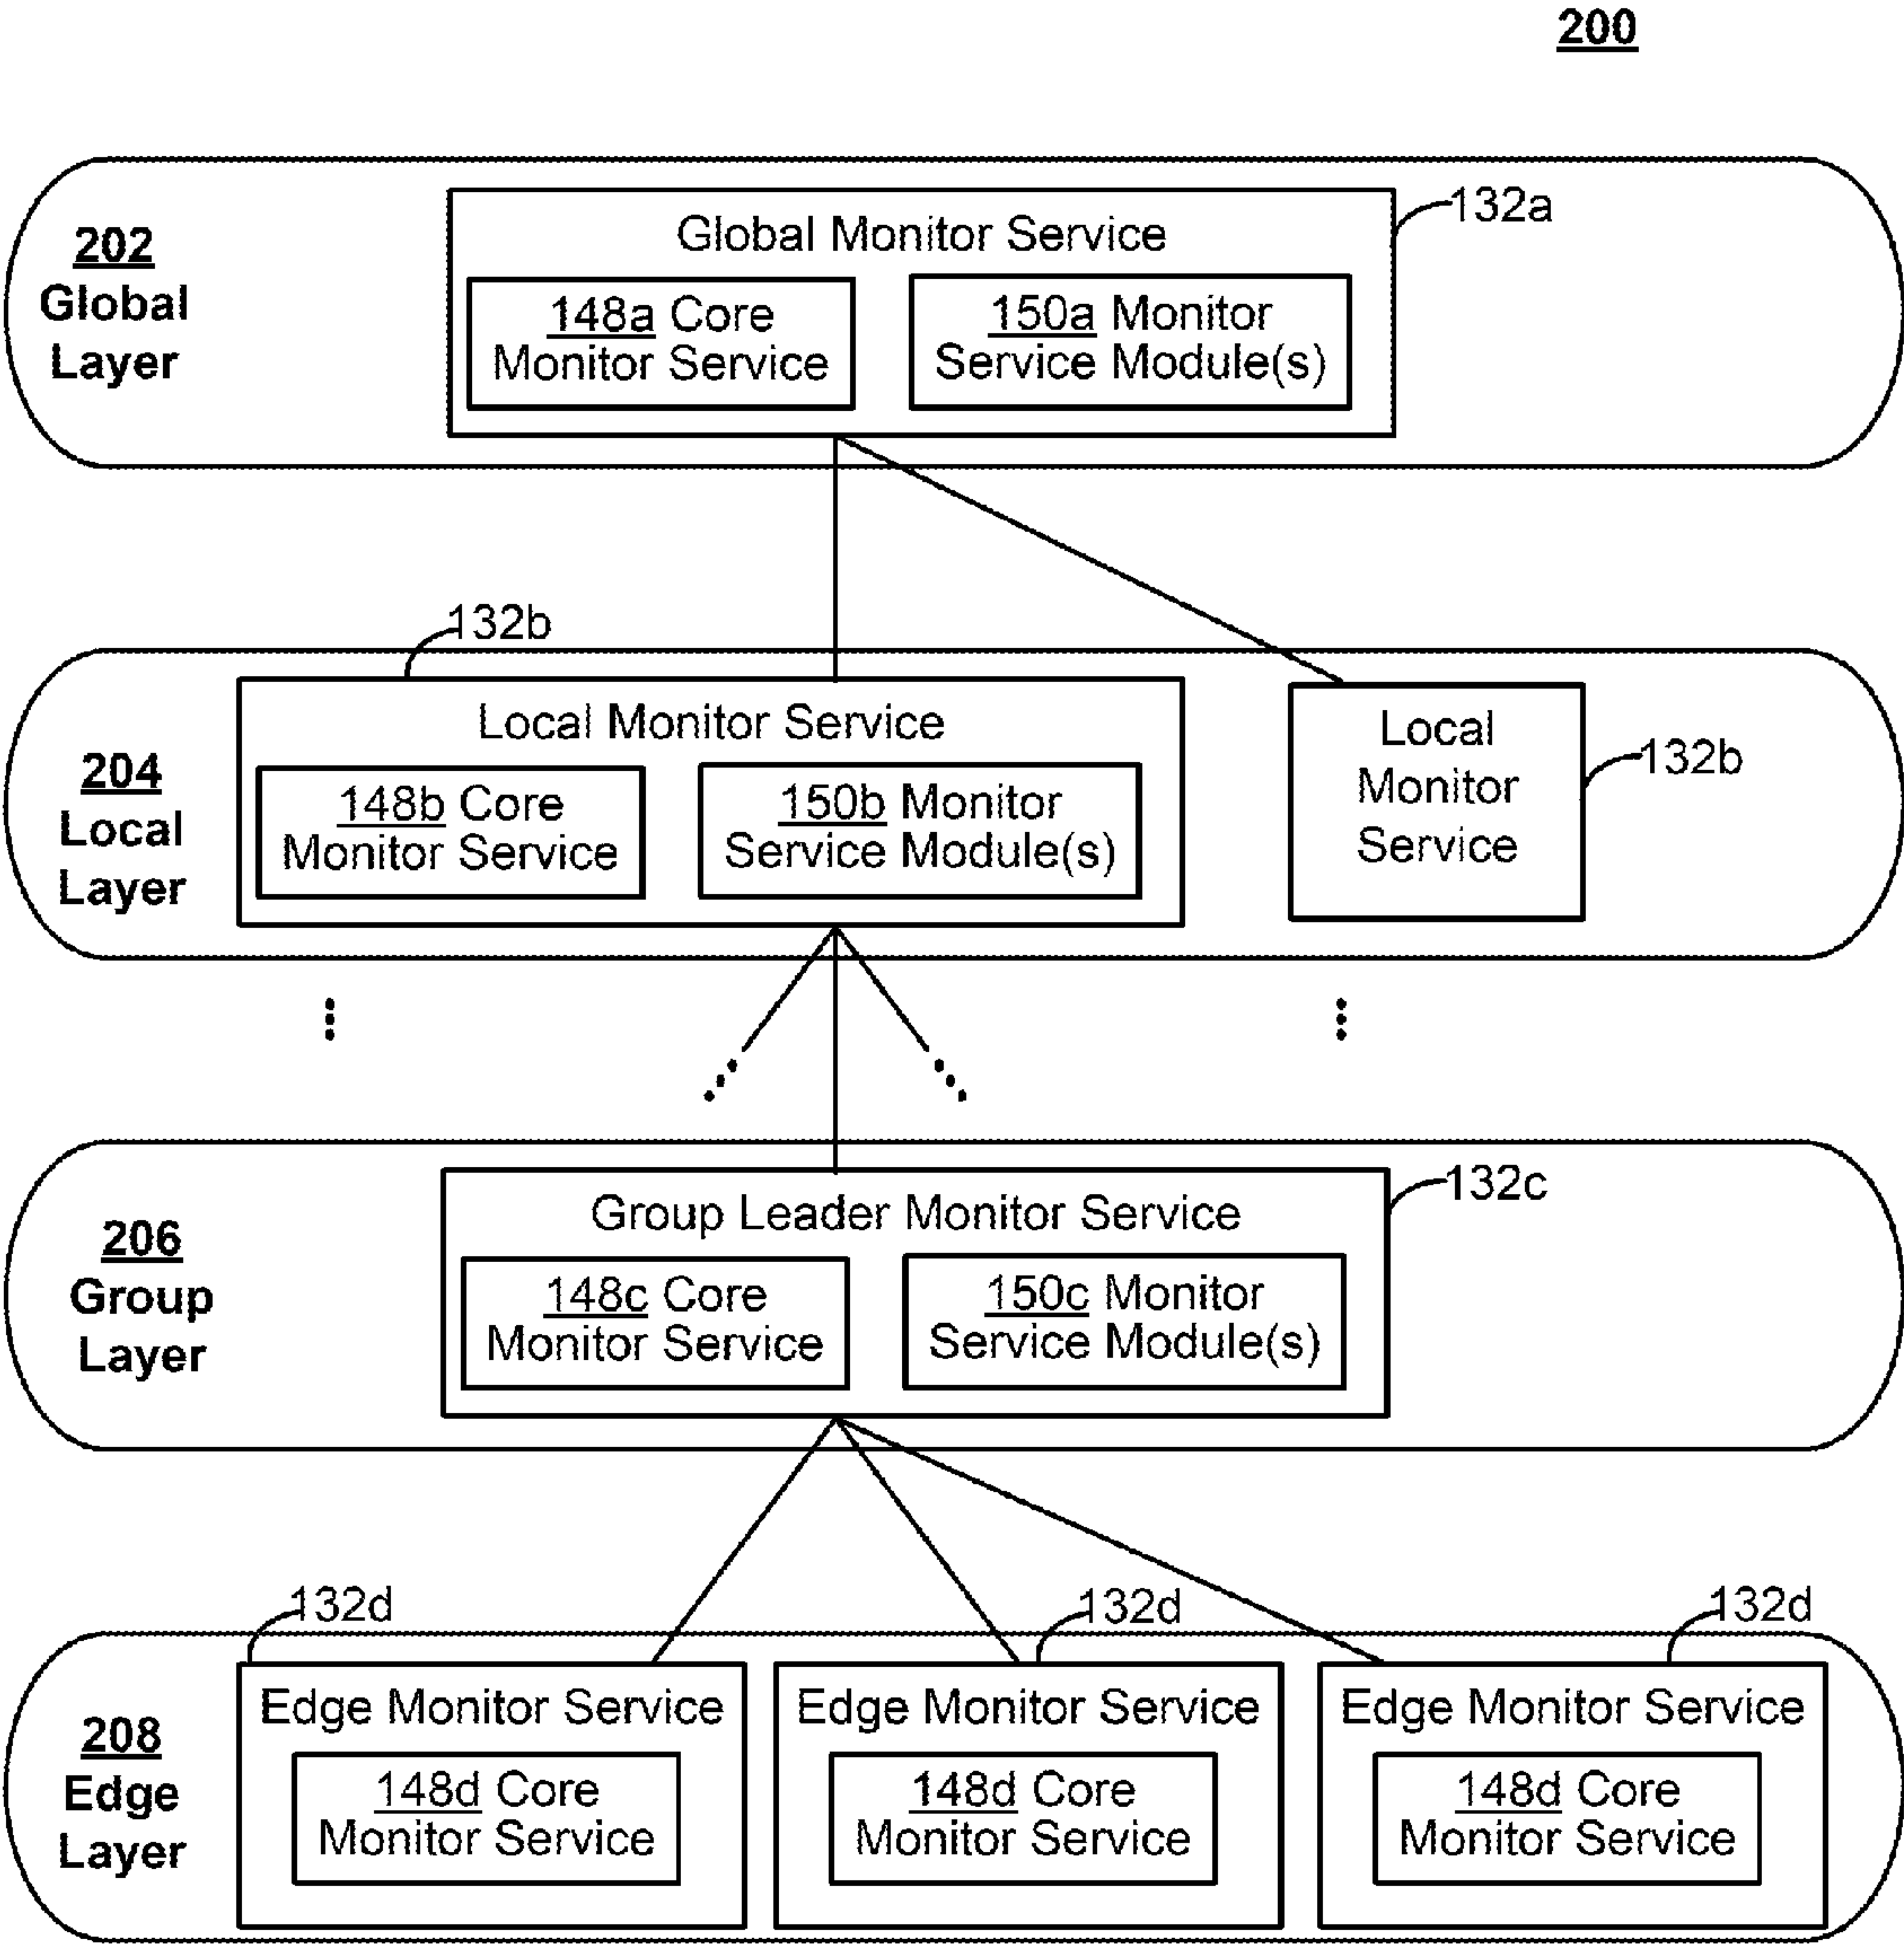 200
132a
Global Monitor Service
202
Global
Layer
148a Core
Monitor Service
150a Monitor
Service Module(s)
132b
Local Monitor Service
204
Local
Layer
148b Core
Monitor Service
150b Monitor
Service Module(s)
Local
Monitor
Service
132b
132c
Group Leader Monitor Service
206
Group
Layer
148c Core
Monitor Service
150c Monitor
Service Module(s)
132d
132d
132d
208
Edge
Layer
Edge Monitor Service
148d Core
Monitor Service
Edge Monitor Service
148d Core
Monitor Service
Edge Monitor Service
148d Core
Monitor Service